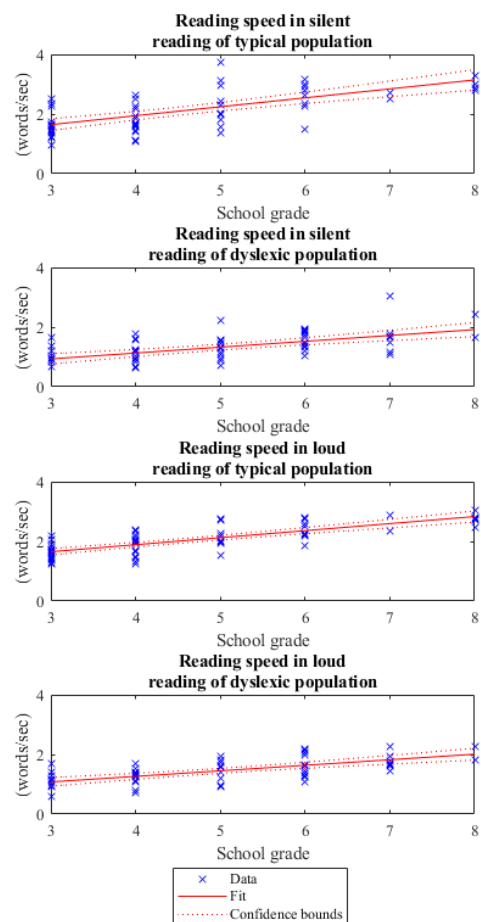 Reading speed in silent
reading of typical population
(words/sec)
4
2
0
3 4 5 6 7 8
School grade
Reading speed in silent
reading of dyslexic population
(words/sec)
4
2
0
3 4 5 6 7 8
School grade
Reading speed in loud
reading of typical population
(words/sec)
4
2
0
3 4 5 6 7 8
School grade
Reading speed in loud
reading of dyslexic population
(words/sec)
4
2
0
3 4 5 6 7 8
School grade
Data
Fit
Confidence bounds